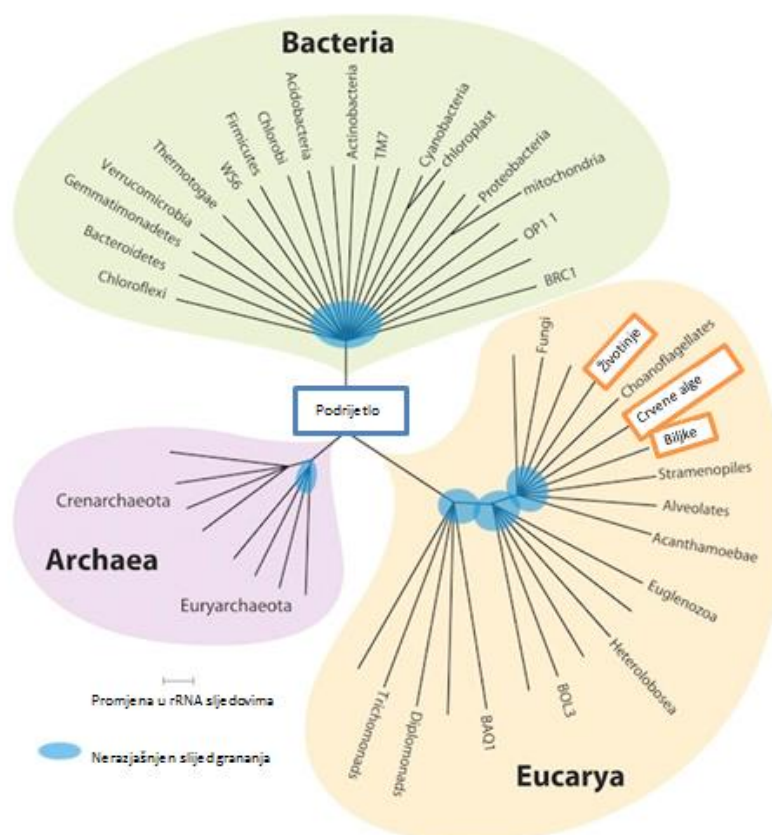 Bacteria
Chloroflexi
Bacteroidetes
Gemmatimonadetes
Verrucomicrobia
Thermotogae
WS6
Firmicutes
Chlorobi
Acidobacteria
Actinobacteria
TM7
Cyanobacteria
chloroplast
Proteobacteria
mitochondria
OP1 1
BRC1
Podrijetlo
Crenarchaeota
Archaea
Euryarchaeota
Fungi
Životinje
Choanoflagellates
Crvene alge
Biljke
Stramenopiles
Alveolates
Acanthamoebae
Euglenozoa
Heterolobosea
BOL3
BAQ1
Diplomonads
Trichomonads
Eucarya
Promjena u rRNA sljedovima
Nerazjašnjen slijed grananja